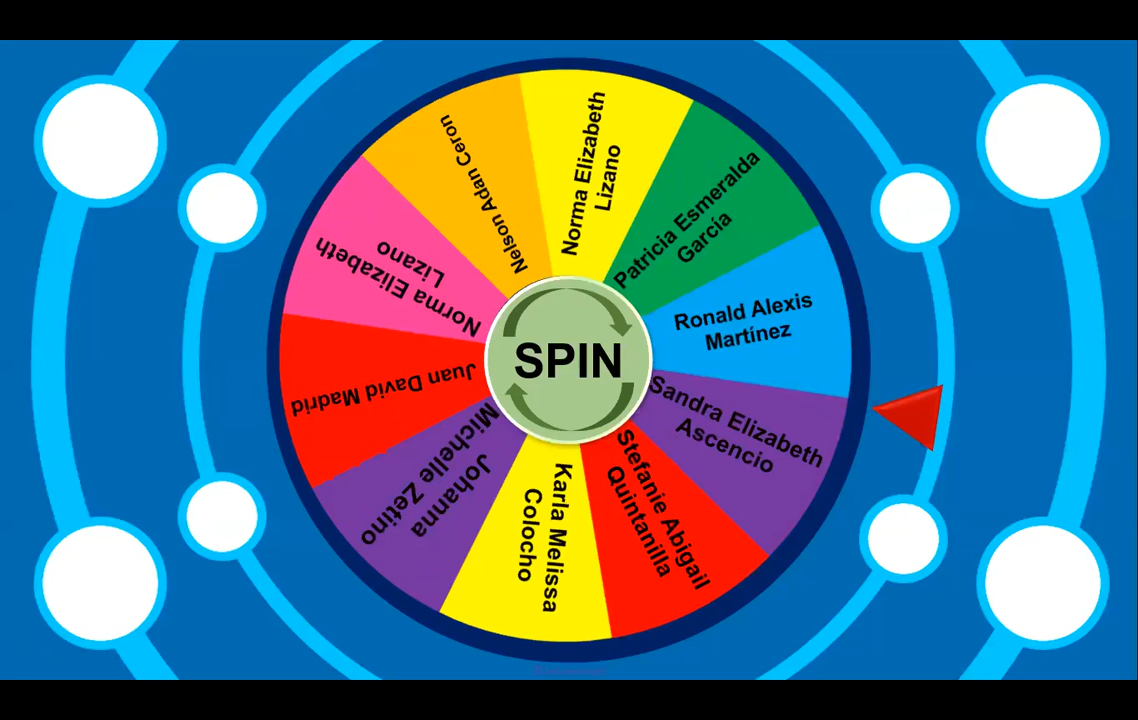 Norma Elizabeth
Lizano
Patricia Esmeralda
García
Ronald Alexis
Martínez
Sandra Elizabeth
Ascencio
Stefanie Abigail
Quintanilla
Karla Melissa
Colocho
Johanna
Michelle Zetino
Juan David Madrid
Norma Elizabeth
Lizano
Nelson Adan Ceron
SPIN